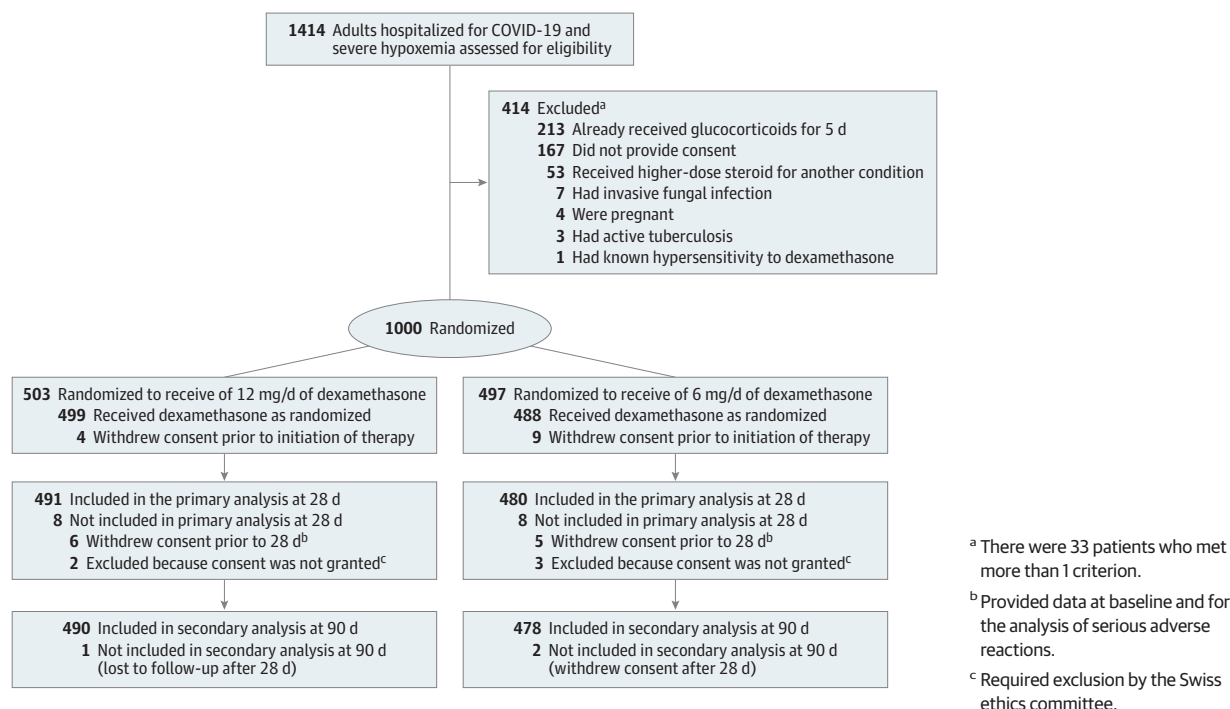 1414 Adults hospitalized for COVID-19 and
severe hypoxemia assessed for eligibility
414 Excludedᵃ
213 Already received glucocorticoids for 5 d
167 Did not provide consent
53 Received higher-dose steroid for another condition
7 Had invasive fungal infection
4 Were pregnant
3 Had active tuberculosis
1 Had known hypersensitivity to dexamethasone
1000 Randomized
503 Randomized to receive of 12 mg/d of dexamethasone
499 Received dexamethasone as randomized
4 Withdrew consent prior to initiation of therapy
497 Randomized to receive of 6 mg/d of dexamethasone
488 Received dexamethasone as randomized
9 Withdrew consent prior to initiation of therapy
491 Included in the primary analysis at 28 d
8 Not included in primary analysis at 28 d
6 Withdrew consent prior to 28 dᵇ
2 Excluded because consent was not grantedᶜ
480 Included in the primary analysis at 28 d
8 Not included in primary analysis at 28 d
5 Withdrew consent prior to 28 dᵇ
3 Excluded because consent was not grantedᶜ
490 Included in secondary analysis at 90 d
1 Not included in secondary analysis at 90 d
(lost to follow-up after 28 d)
478 Included in secondary analysis at 90 d
2 Not included in secondary analysis at 90 d
(withdrew consent after 28 d)
ᵃ There were 33 patients who met
more than 1 criterion.
ᵇ Provided data at baseline and for
the analysis of serious adverse
reactions.
ᶜ Required exclusion by the Swiss
ethics committee.